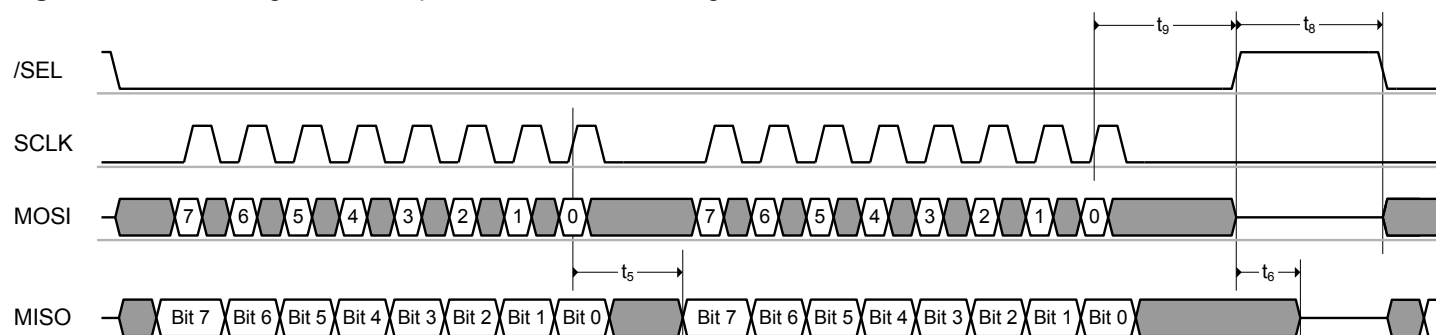 t9 t8
/SEL
SCLK
MOSI 7 6 5 4 3 2 1 0 7 6 5 4 3 2 1 0
t5 t6
MISO Bit 7 Bit 6 Bit 5 Bit 4 Bit 3 Bit 2 Bit 1 Bit 0 Bit 7 Bit 6 Bit 5 Bit 4 Bit 3 Bit 2 Bit 1 Bit 0